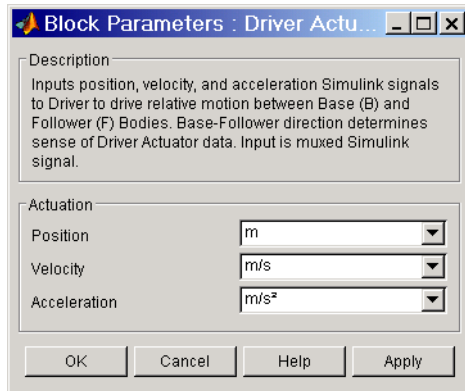 Block Parameters : Driver Actu...
Description
Inputs position, velocity, and acceleration Simulink signals
to Driver to drive relative motion between Base (B) and
Follower (F) Bodies. Base-Follower direction determines
sense of Driver Actuator data. Input is muxed Simulink
signal.
Actuation
Position m
Velocity m/s
Acceleration m/s²
OK Cancel Help Apply